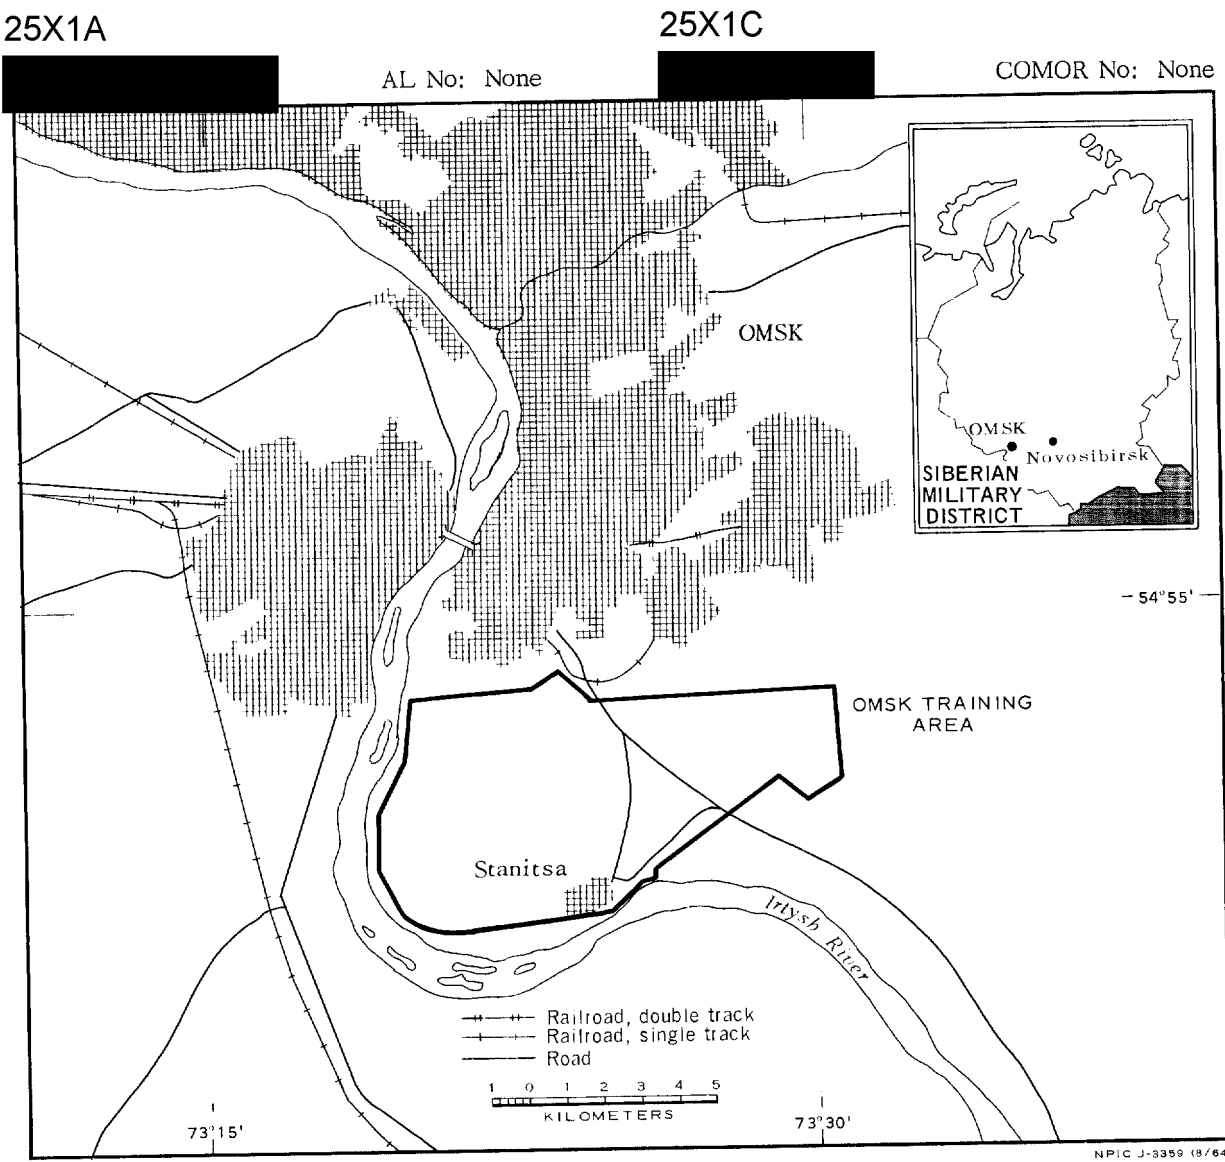 25X1A
25X1C
AL No: None
COMOR No: None
OMSK
OMSK
Novosibirsk
SIBERIAN
MILITARY
DISTRICT
54°55'
OMSK TRAINING
AREA
Stanitsa
Irtysh River
Railroad, double track
Railroad, single track
Road
1 0 1 2 3 4 5
KILOMETERS
73°15'
73°30'
NPIC J-3359 (8/64